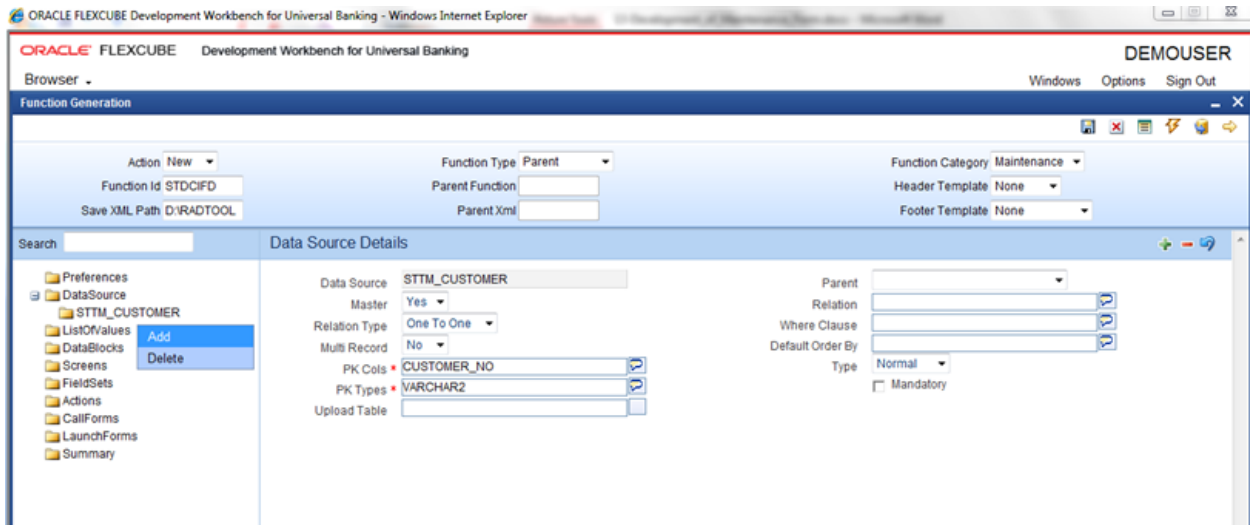 ORACLE FLEXCUBE Development Workbench for Universal Banking - Windows Internet Explorer
ORACLE FLEXCUBE Development Workbench for Universal Banking
DEMOUSER
Browser
Windows Options Sign Out
Function Generation
Action New Function Type Parent Function Category Maintenance
Function Id STDCIFD Parent Function Header Template None
Save XML Path D:\RADTOOL Parent Xml Footer Template None
Search
Data Source Details
Preferences
DataSource
STTM_CUSTOMER
ListOfValues
DataBlocks
Screens
FieldSets
Actions
CallForms
LaunchForms
Summary
Add
Delete
Data Source STTM_CUSTOMER
Master Yes
Relation Type One To One
Multi Record No
PK Cols * CUSTOMER_NO
PK Types * VARCHAR2
Upload Table
Parent
Relation
Where Clause
Default Order By
Type Normal
Mandatory